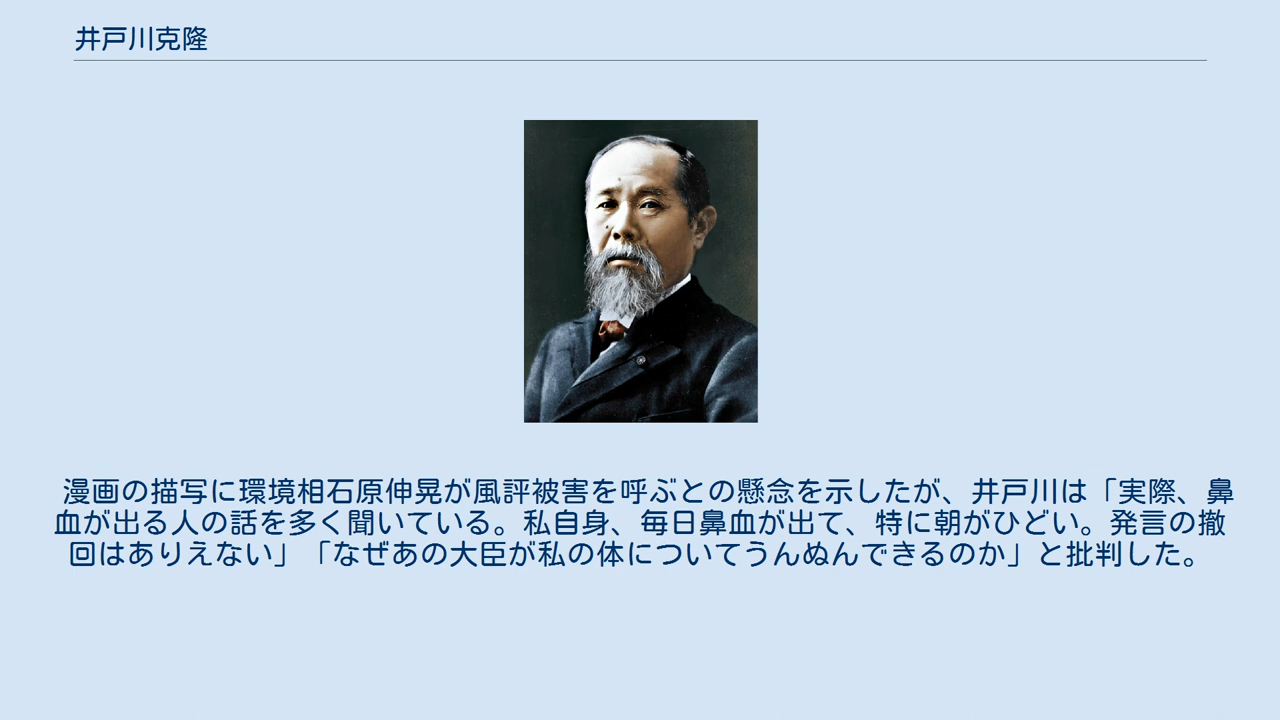 井戸川克隆
漫画の描写に環境相石原伸晃が風評被害を呼ぶとの懸念を示したが、井戸川は「実際、鼻
血が出る人の話を多く聞いている。私自身、毎日鼻血が出て、特に朝がひどい。発言の撤
回はありえない」「なぜあの大臣が私の体についてうんぬんできるのか」と批判した。